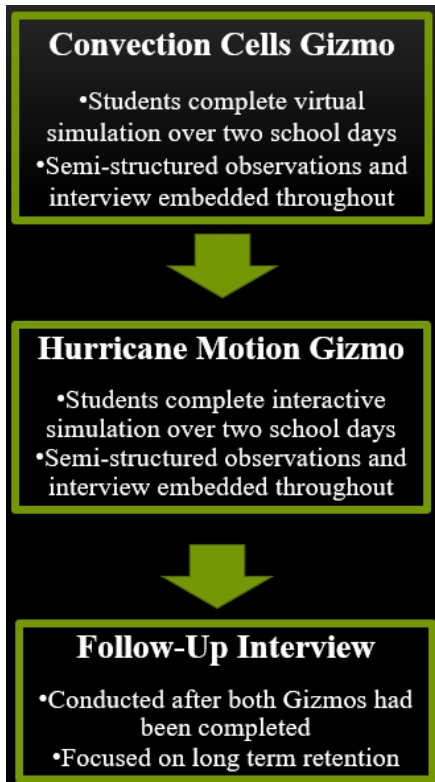 Convection Cells Gizmo
•Students complete virtual
simulation over two school days
•Semi-structured observations and
interview embedded throughout
Hurricane Motion Gizmo
•Students complete interactive
simulation over two school days
•Semi-structured observations and
interview embedded throughout
Follow-Up Interview
•Conducted after both Gizmos had
been completed
•Focused on long term retention